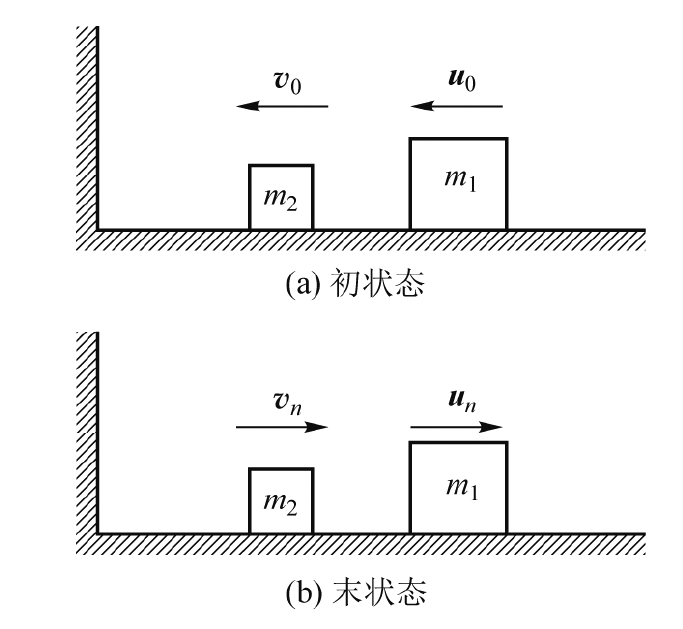 v₀ u₀
m₂ m₁
(a) 初状态
vₙ uₙ
m₂ m₁
(b) 末状态